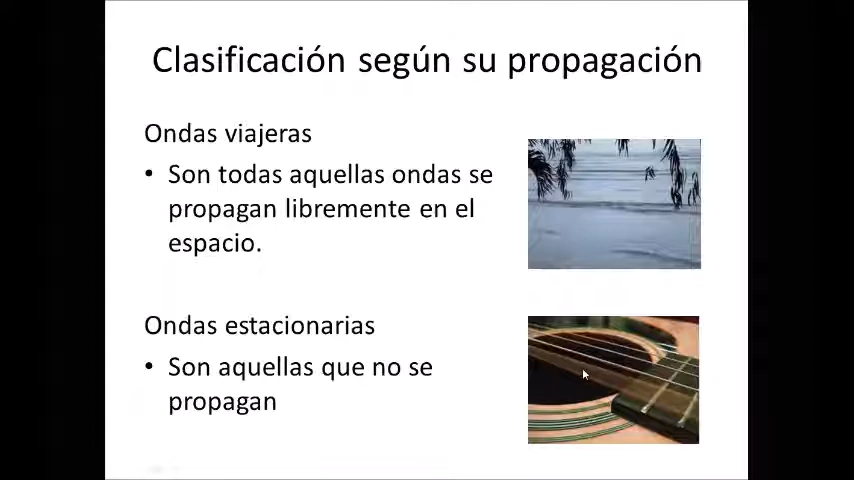 Clasificación según su propagación
Ondas viajeras
• Son todas aquellas ondas se
propagan libremente en el
espacio.
Ondas estacionarias
• Son aquellas que no se
propagan